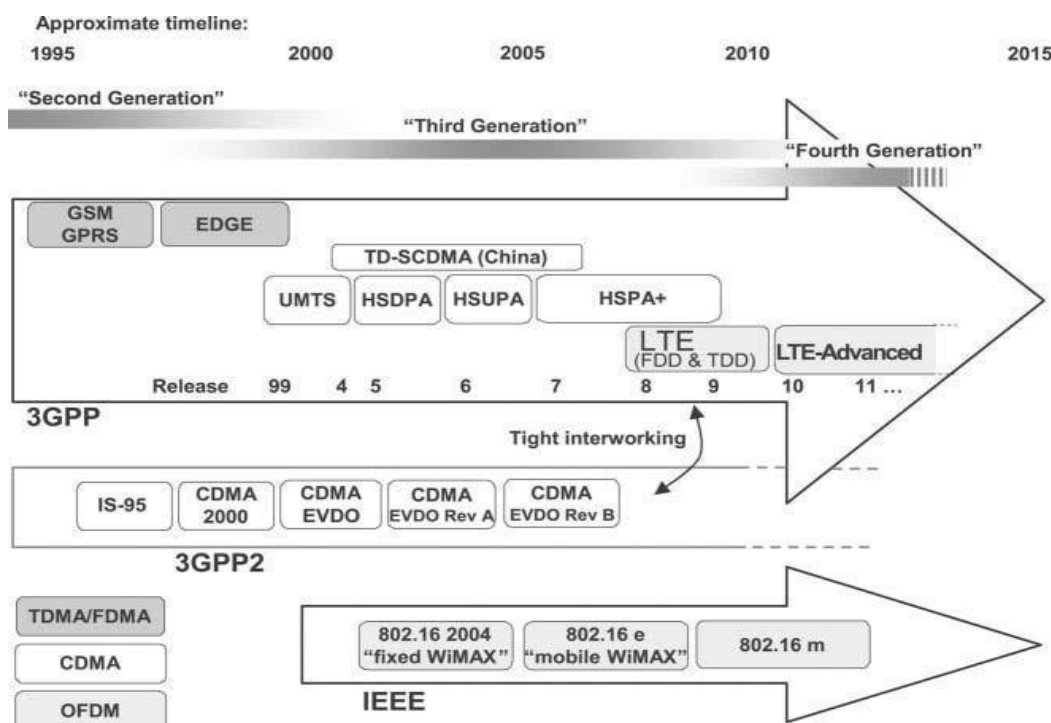 Approximate timeline:
1995 2000 2005 2010 2015
“Second Generation”
“Third Generation”
“Fourth Generation”
GSM
GPRS
EDGE
TD-SCDMA (China)
UMTS HSDPA HSUPA HSPA+
LTE
(FDD & TDD)
LTE-Advanced
Release 99 4 5 6 7 8 9 10 11 ...
3GPP
Tight interworking
IS-95
CDMA
2000
CDMA
EVDO
CDMA
EVDO Rev A
CDMA
EVDO Rev B
3GPP2
TDMA/FDMA
CDMA
OFDM
802.16 2004
“fixed WiMAX”
802.16 e
“mobile WiMAX”
802.16 m
IEEE